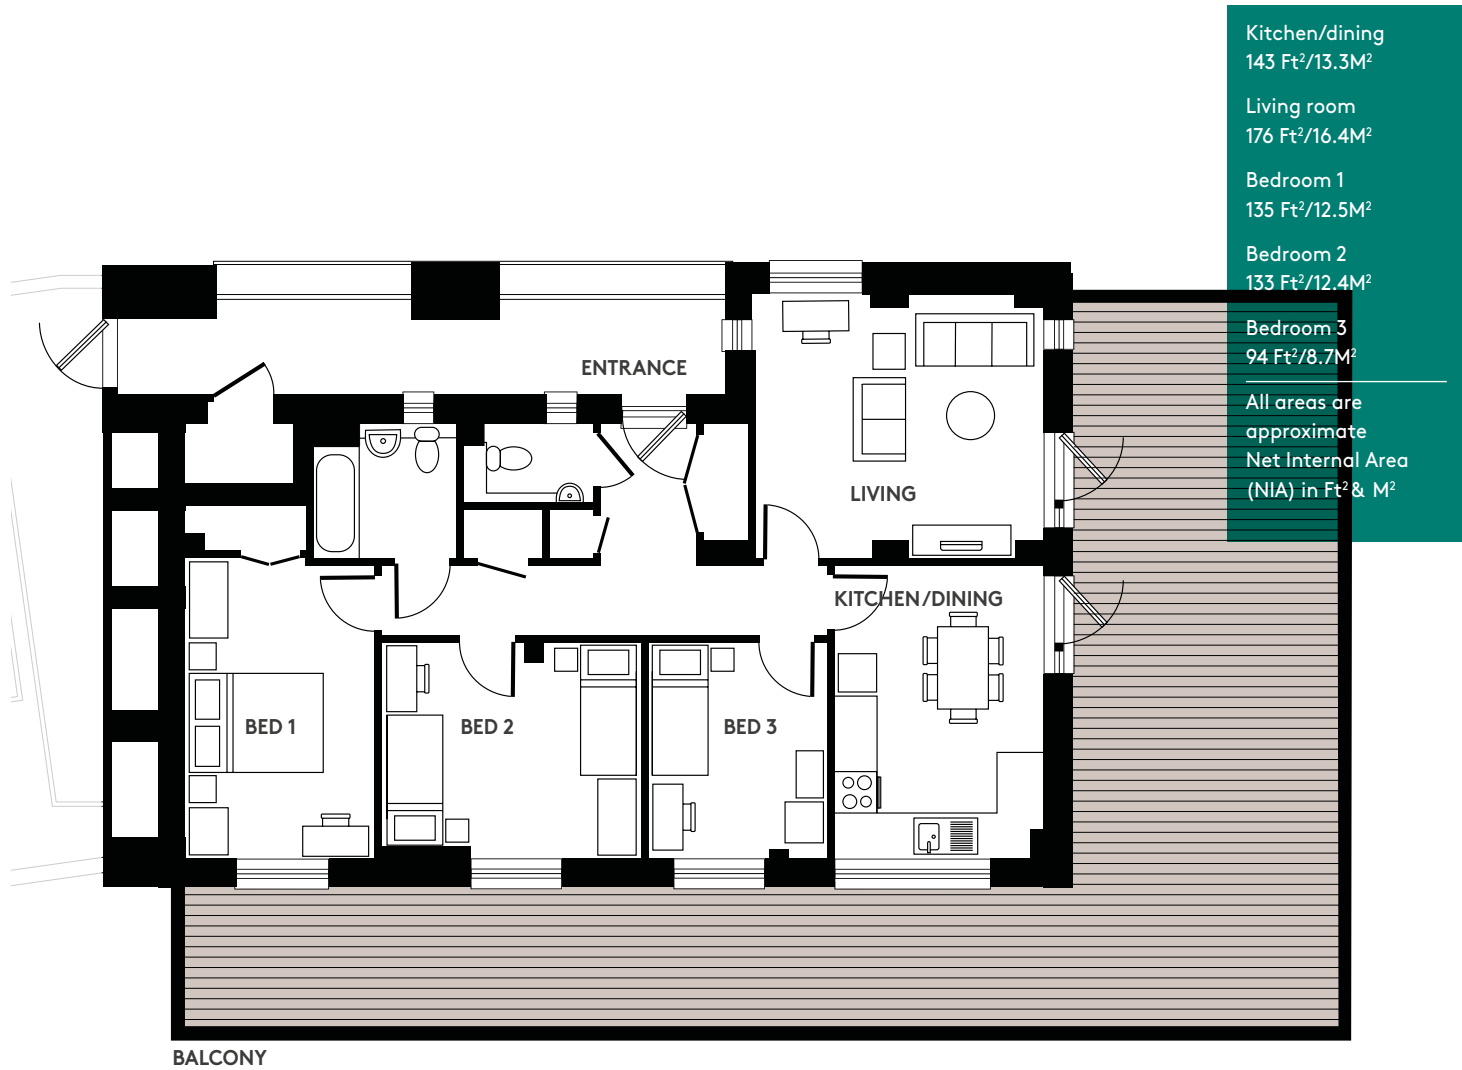 Kitchen/dining
143 Ft²/13.3M²
Living room
176 Ft²/16.4M²
Bedroom 1
135 Ft²/12.5M²
Bedroom 2
133 Ft²/12.4M²
Bedroom 3
94 Ft²/8.7M²
All areas are
approximate
Net Internal Area
(NIA) in Ft² & M²
ENTRANCE
LIVING
KITCHEN/DINING
BED 1
BED 2
BED 3
BALCONY